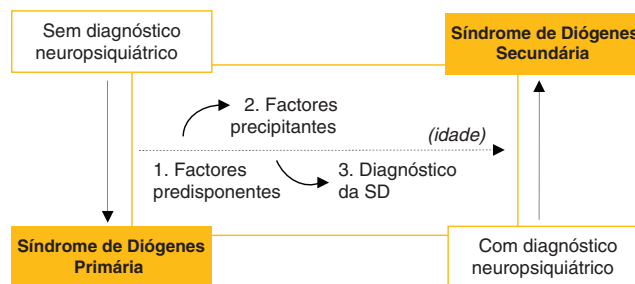 Sem diagnóstico
neuropsiquiátrico
Síndrome de Diógenes
Secundária
2. Factores
precipitantes
(idade)
1. Factores
predisponentes
3. Diagnóstico
da SD
Síndrome de Diógenes
Primária
Com diagnóstico
neuropsiquiátrico